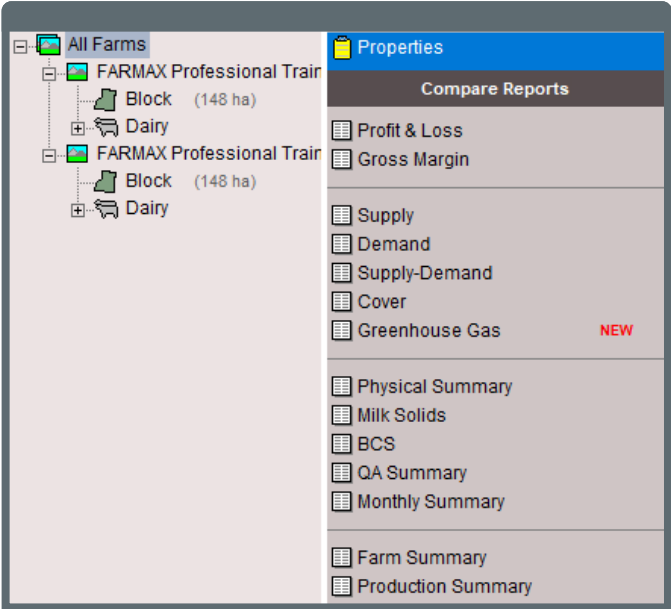 All Farms
FARMAX Professional Train
Block (148 ha)
Dairy
FARMAX Professional Train
Block (148 ha)
Dairy
Properties
Compare Reports
Profit & Loss
Gross Margin
Supply
Demand
Supply-Demand
Cover
Greenhouse Gas NEW
Physical Summary
Milk Solids
BCS
QA Summary
Monthly Summary
Farm Summary
Production Summary